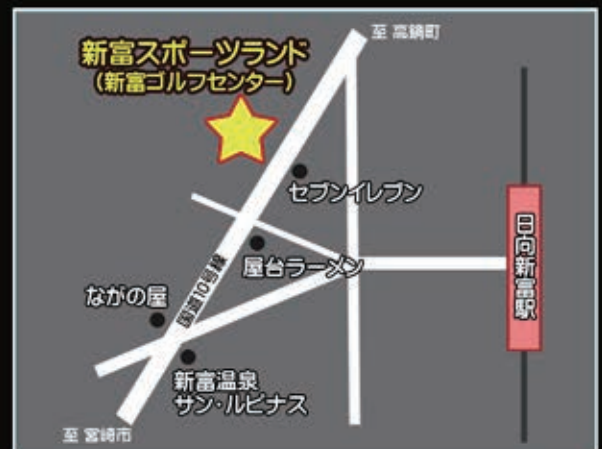 至 高鍋町
新富スポーツランド
（新富ゴルフセンター）
セブンイレブン
日向新富駅
屋台ラーメン
国道10号線
ながの屋
新富温泉
サン・ルピナス
至 宮崎市